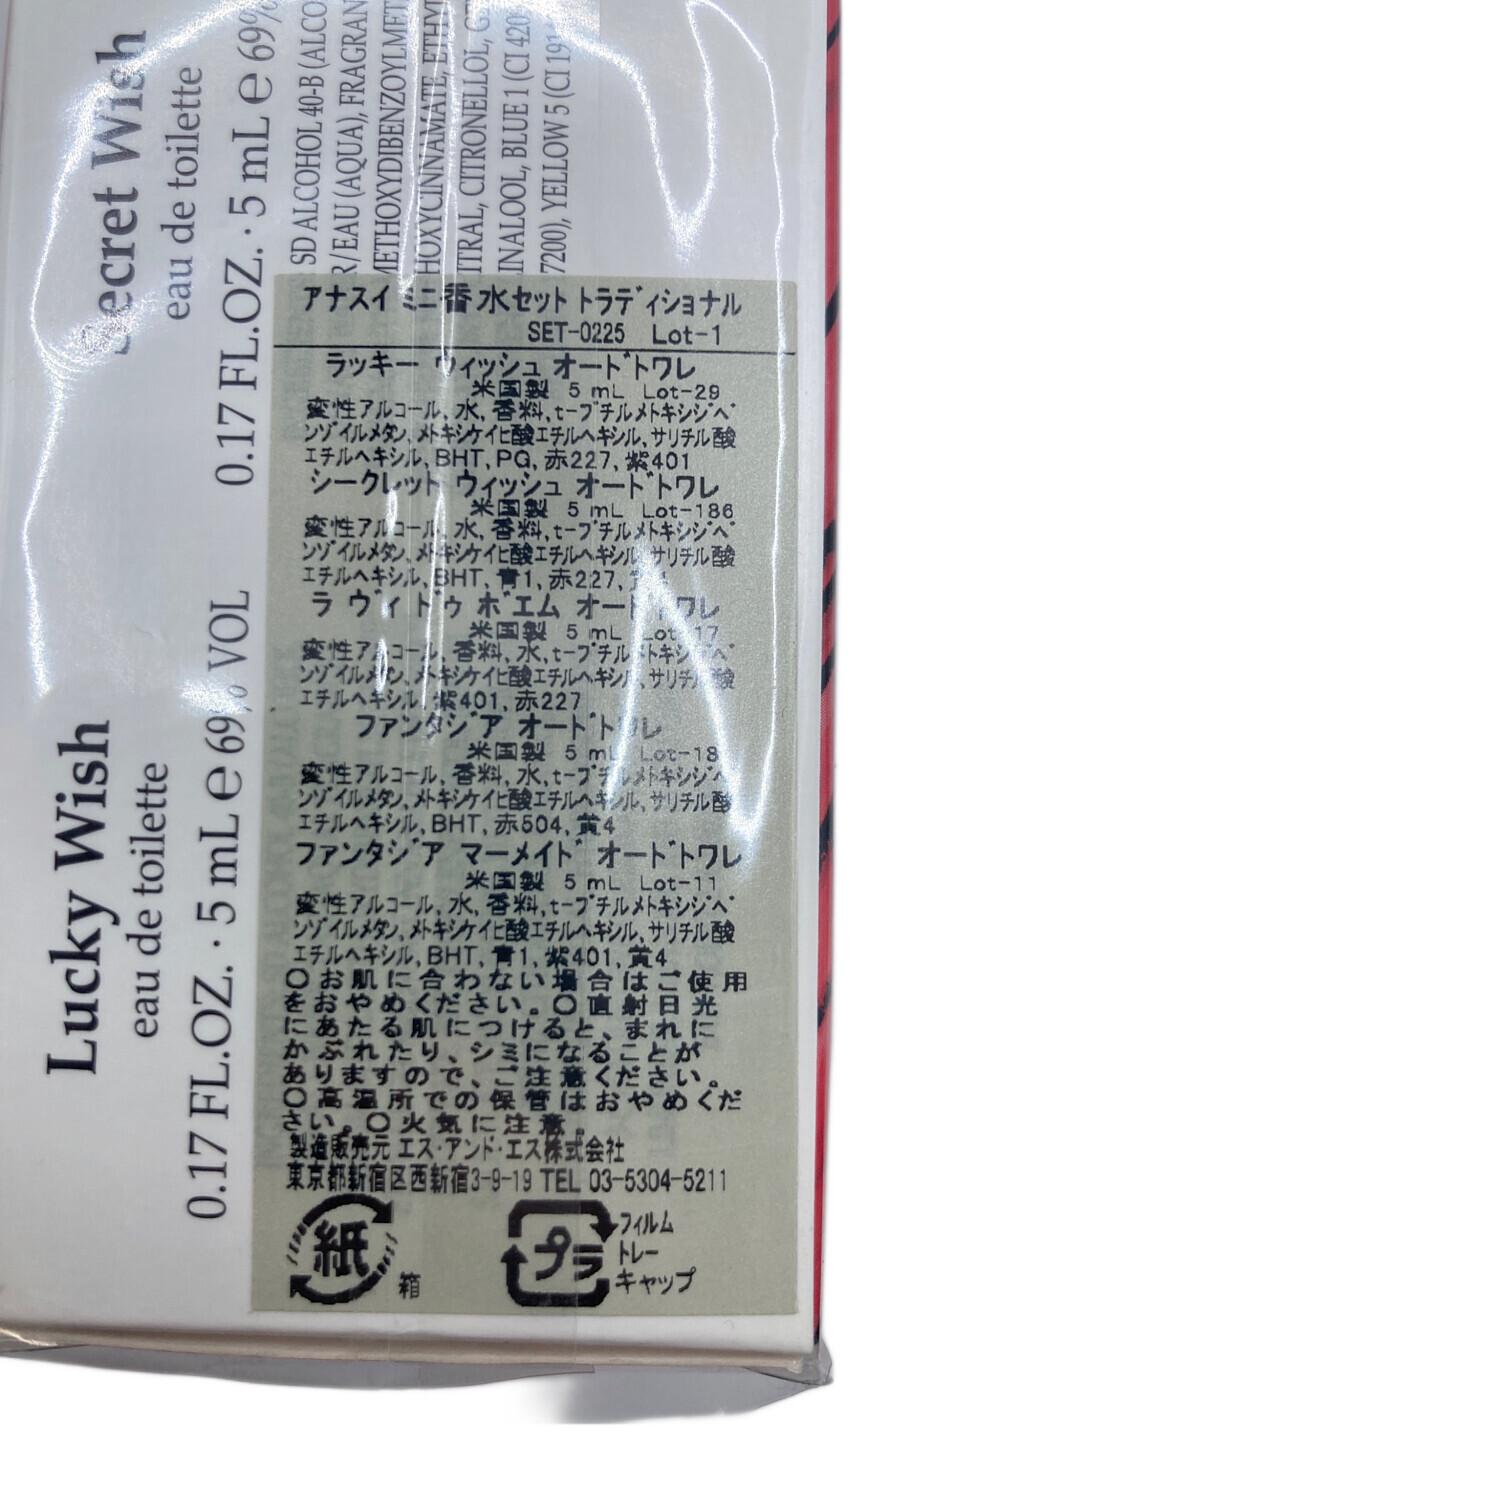 Secret Wish
eau de toilette
0.17 FL.OZ. · 5 mL e 69%
SD ALCOHOL 40-B (ALCO
R/EAU (AQUA), FRAGRAN
METHOXYDIBENZOYLMET
HOXYCINNAMATE, ETHY
ITRAL, CITRONELLOL, G
INALOOL, BLUE 1 (CI 420
7200), YELLOW 5 (CI 191
Lucky Wish
eau de toilette
0.17 FL.OZ. · 5 mL e 69% VOL
アナスイ ミニ香水セット トラディショナル
SET-0225 Lot-1
ラッキー ウィッシュ オードトワレ
米国製 5 mL Lot-29
変性アルコール,水,香料,t-ブチルメトキシジベ
ンゾイルメタン,メトキシケイヒ酸エチルヘキシル,サリチル酸
エチルヘキシル,BHT,PG,赤227,紫401
シークレット ウィッシュ オードトワレ
米国製 5 mL Lot-186
変性アルコール,水,香料,t-ブチルメトキシジベ
ンゾイルメタン,メトキシケイヒ酸エチルヘキシル,サリチル酸
エチルヘキシル,BHT,青1,赤227,
ラ ヴィ ドゥ ボエム オードトワレ
米国製 5 mL Lot-17
変性アルコール,香料,水,t-ブチルメトキシジベ
ンゾイルメタン,メトキシケイヒ酸エチルヘキシル,サリチル酸
エチルヘキシル,紫401,赤227
ファンタジア オードトワレ
米国製 5 mL Lot-18
変性アルコール,香料,水,t-ブチルメトキシジベ
ンゾイルメタン,メトキシケイヒ酸エチルヘキシル,サリチル酸
エチルヘキシル,BHT,赤504,黄4
ファンタジア マーメイド オードトワレ
米国製 5 mL Lot-11
変性アルコール,水,香料,t-ブチルメトキシジベ
ンゾイルメタン,メトキシケイヒ酸エチルヘキシル,サリチル酸
エチルヘキシル,BHT,青1,紫401,黄4
○お肌に合わない場合はご使用
をおやめください。○直射日光
にあたる肌につけると、まれに
かぶれたり、シミになることが
ありますので、ご注意ください。
○高温所での保管はおやめくだ
さい。○火気に注意。
製造販売元 エス・アンド・エス株式会社
東京都新宿区西新宿3-9-19 TEL 03-5304-5211
紙 箱
プラ フィルム
トレー
キャップ